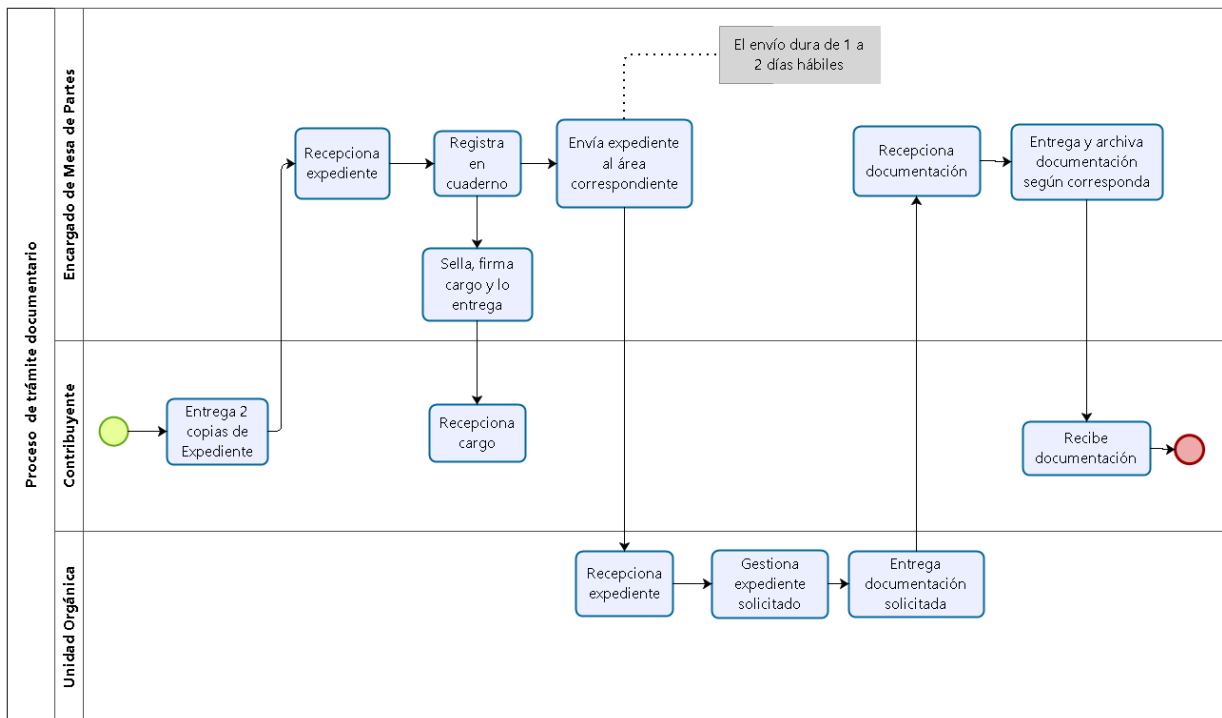 Proceso de trámite documentario
Encargado de Mesa de Partes
El envío dura de 1 a
2 días hábiles
Recepciona
expediente
Registra
en
cuaderno
Envía expediente
al área
correspondiente
Recepciona
documentación
Entrega y archiva
documentación
según corresponda
Sella, firma
cargo y lo
entrega
Contribuyente
Entrega 2
copias de
Expediente
Recepciona
cargo
Recibe
documentación
Unidad Orgánica
Recepciona
expediente
Gestiona
expediente
solicitado
Entrega
documentación
solicitada